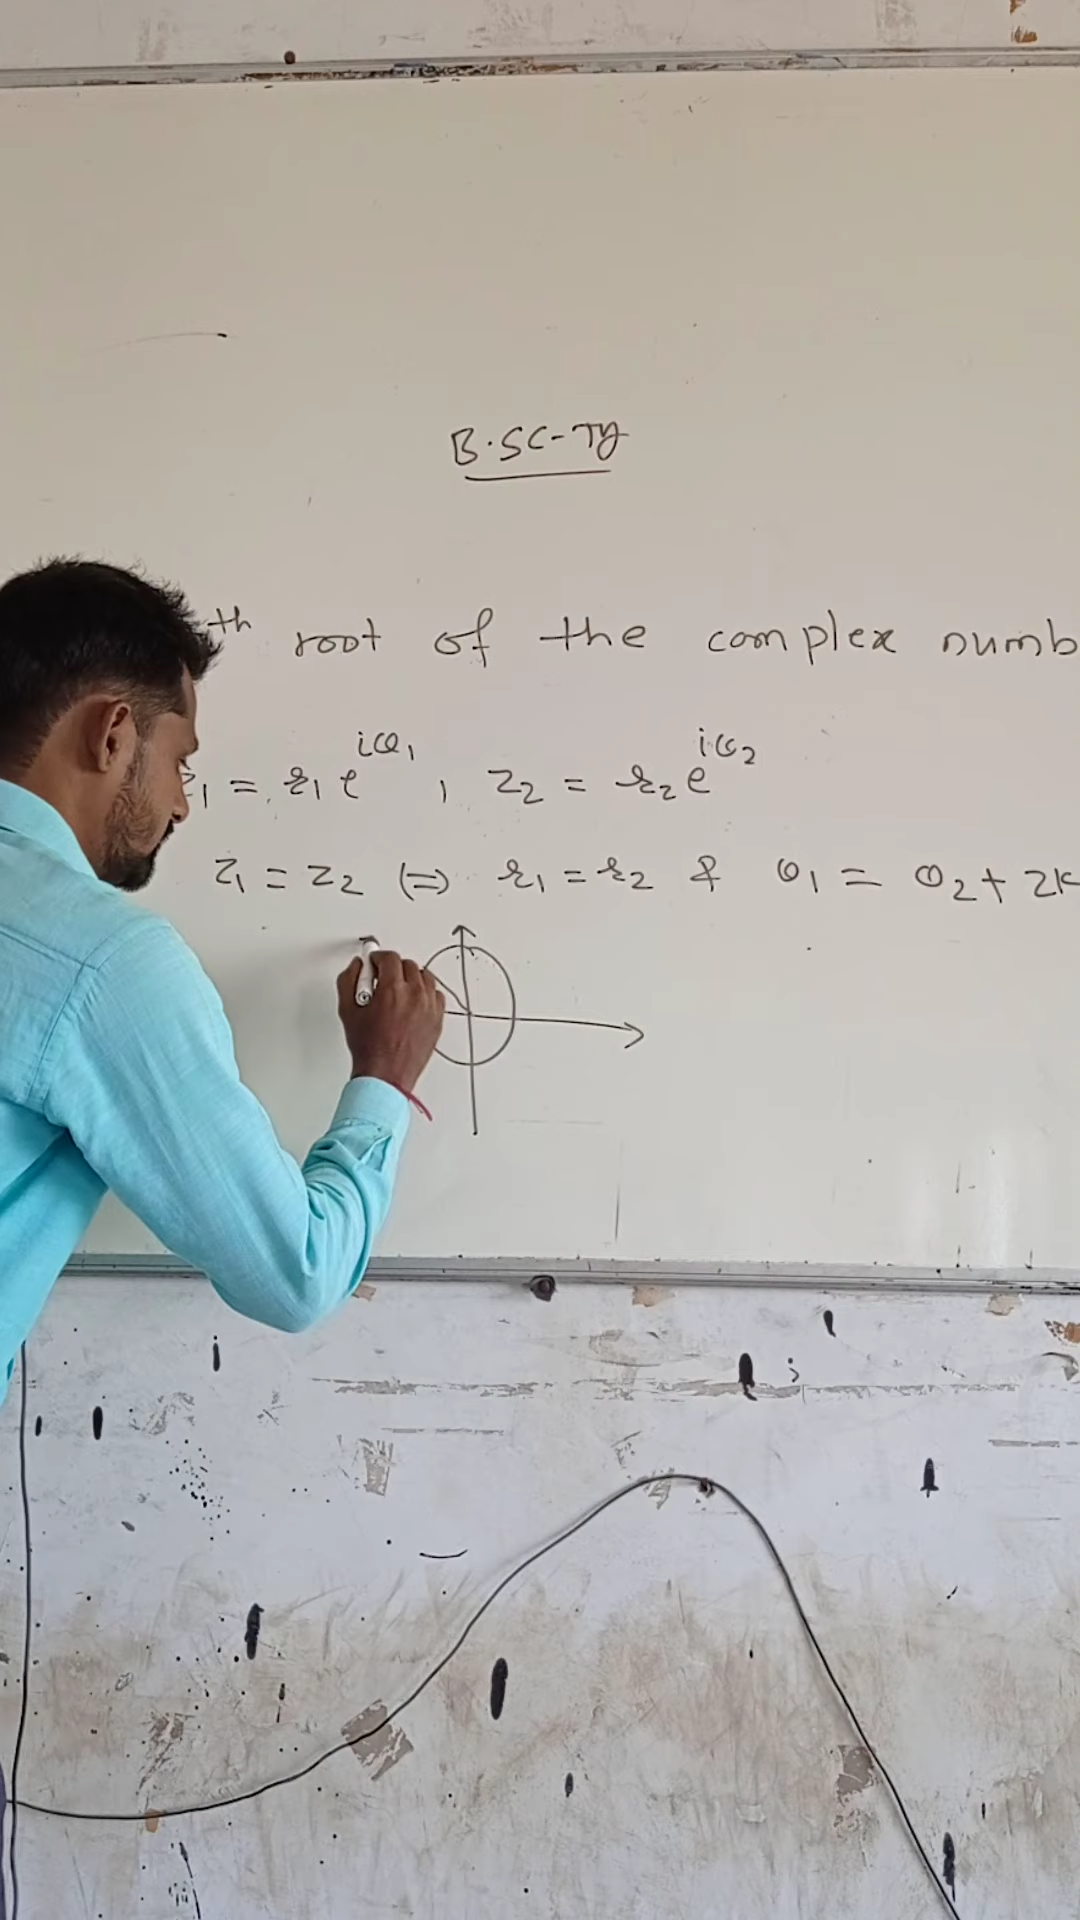 B.SC-Ty
th root of the complex numb
z₁ = r₁ e^{iθ₁} , z₂ = r₂ e^{iθ₂}
z₁ = z₂ ⇔ r₁ = r₂ & θ₁ = θ₂ + 2k